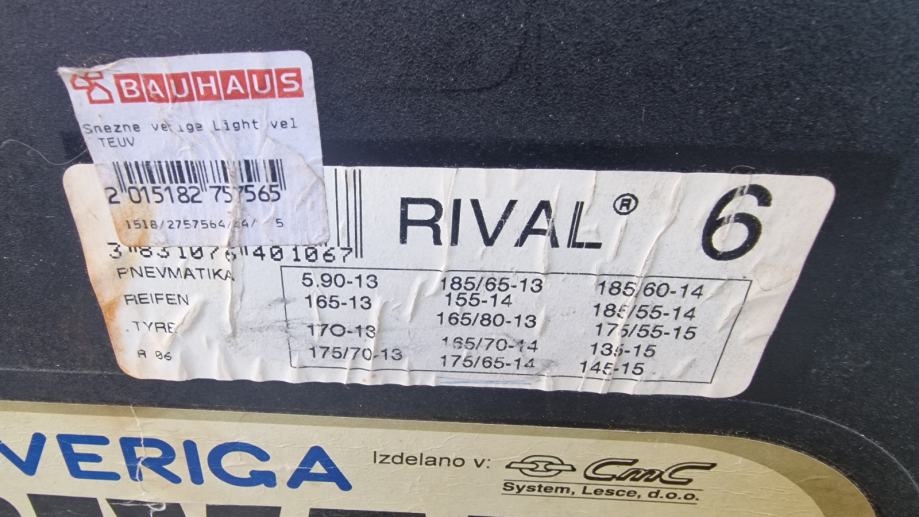 BAUHAUS
Snezne verige Light vel
TEUV
2 015182 757565
1518/2757564/24/ 5
RIVAL® 6
3 831076 401067
PNEVMATIKA
REIFEN
TYRE
A 06
5.90-13 185/65-13 185/60-14
165-13 155-14 185/55-14
170-13 165/80-13 175/55-15
175/70-13 165/70-14 135-15
175/65-14 145-15
VERIGA
Izdelano v: CMC
System, Lesce, d.o.o.